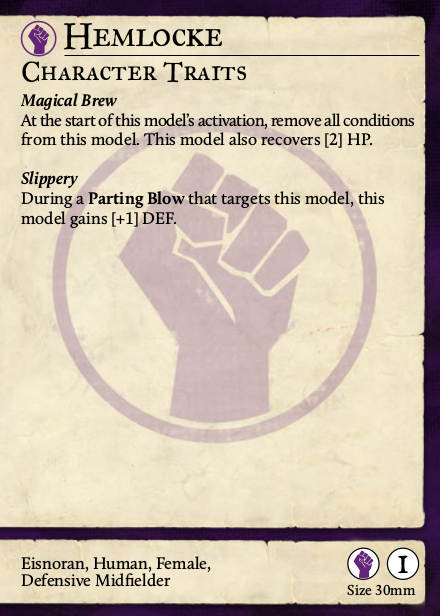 Hemlocke
Character Traits
Magical Brew
At the start of this model's activation, remove all conditions
from this model. This model also recovers [2] HP.
Slippery
During a Parting Blow that targets this model, this
model gains [+1] DEF.
Eisnoran, Human, Female,
Defensive Midfielder
1
Size 30mm